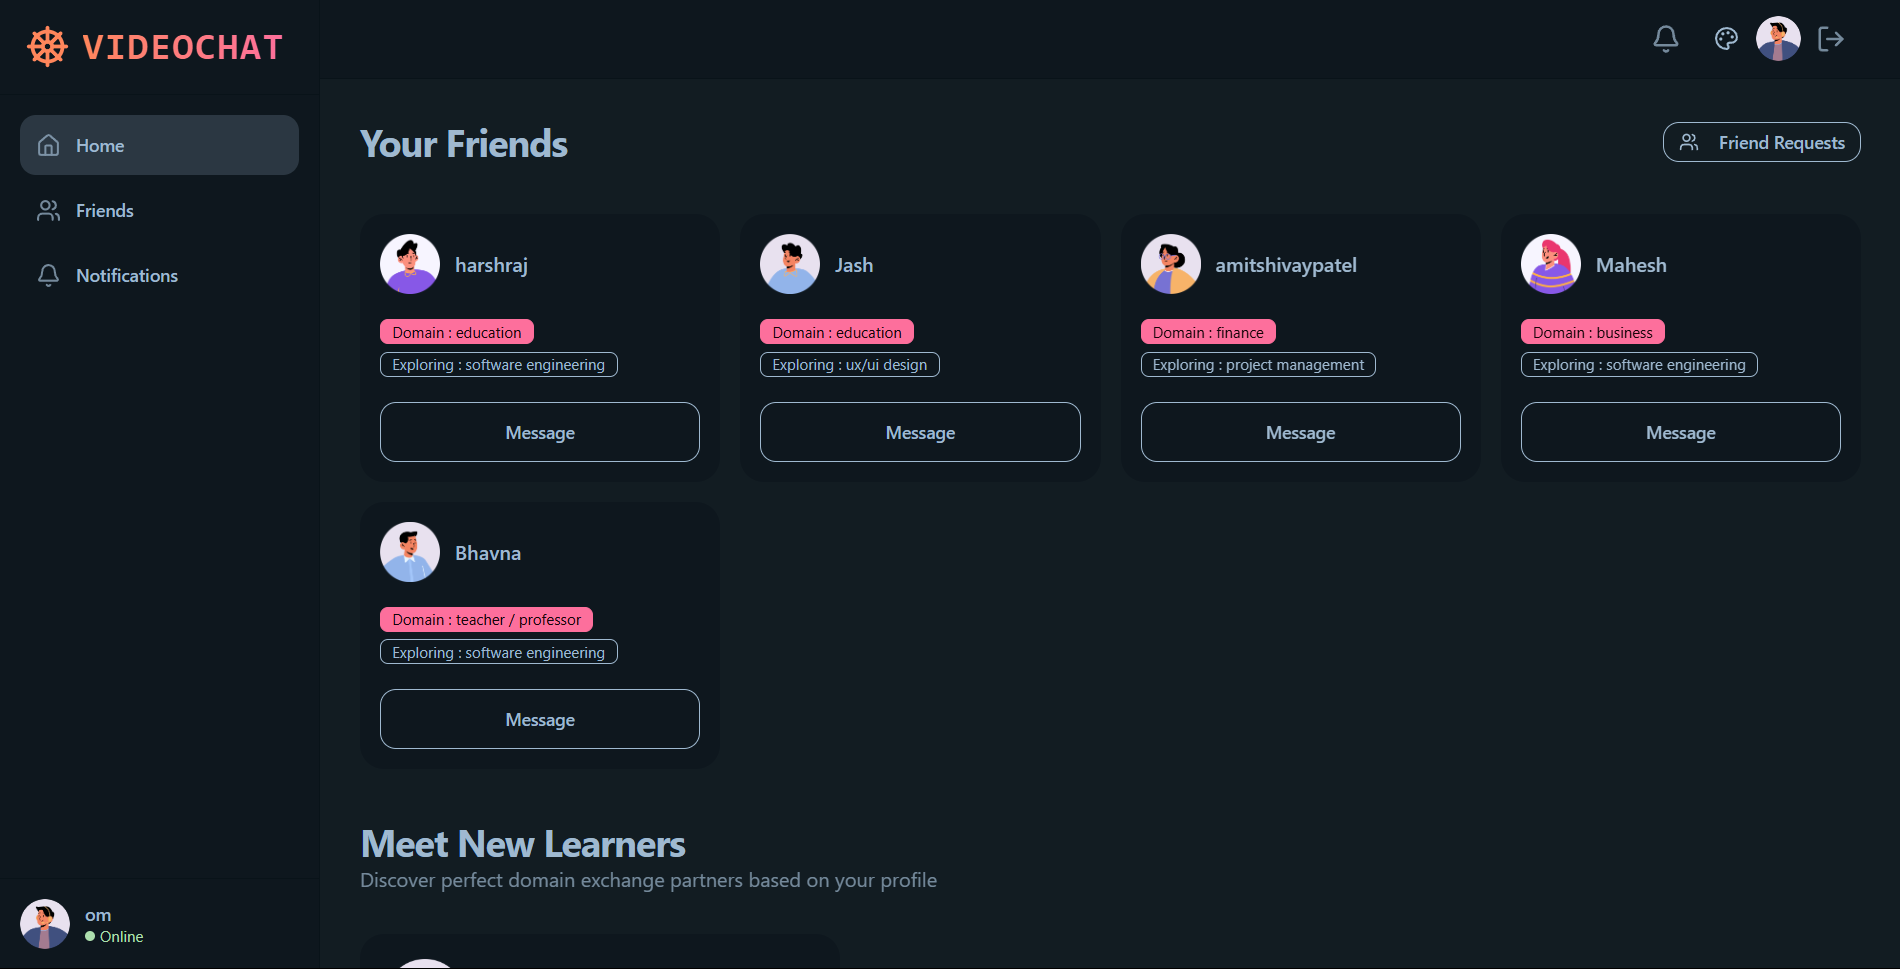 VIDEOCHAT
Home
Friends
Notifications
Your Friends
Friend Requests
harshraj
Domain : education
Exploring : software engineering
Message
Jash
Domain : education
Exploring : ux/ui design
Message
amitshivaypatel
Domain : finance
Exploring : project management
Message
Mahesh
Domain : business
Exploring : software engineering
Message
Bhavna
Domain : teacher / professor
Exploring : software engineering
Message
Meet New Learners
Discover perfect domain exchange partners based on your profile
om
Online